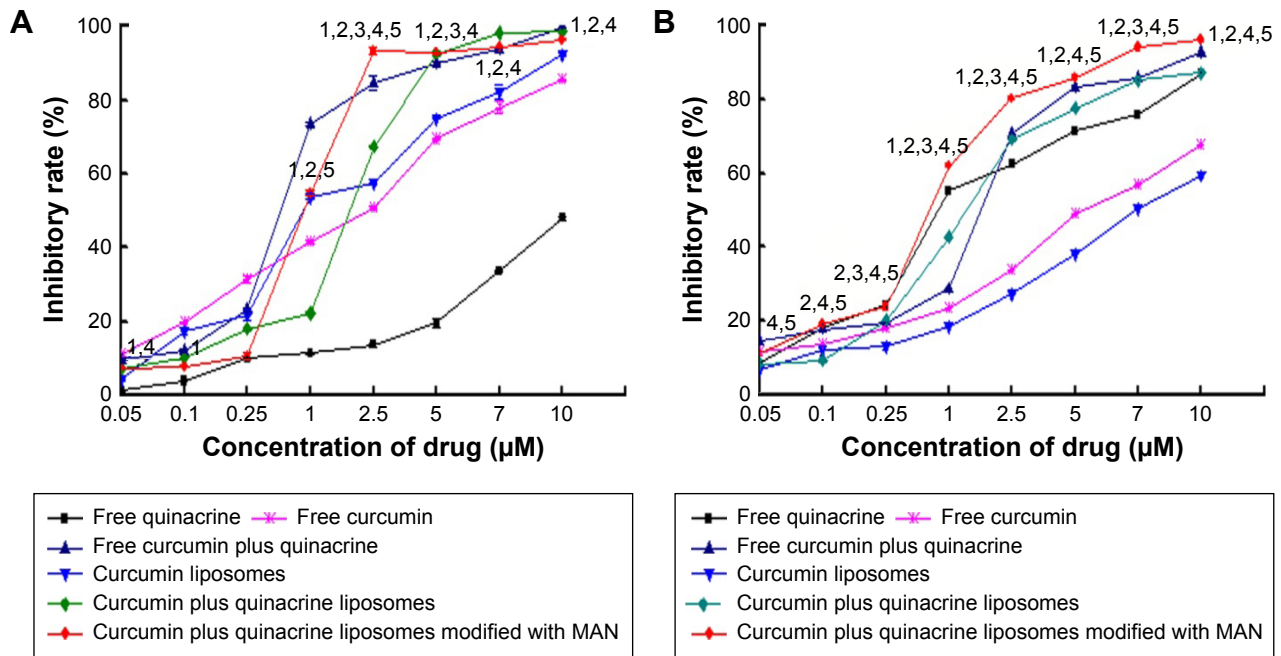 A
Inhibitory rate (%)
100
80
60
40
20
0
1,4
1
1,2,5
1,2,3,4,5
1,2,3,4
1,2,4
1,2,4
0.05 0.1 0.25 1 2.5 5 7 10
Concentration of drug (µM)
Free quinacrine Free curcumin
Free curcumin plus quinacrine
Curcumin liposomes
Curcumin plus quinacrine liposomes
Curcumin plus quinacrine liposomes modified with MAN
B
Inhibitory rate (%)
100
80
60
40
20
0
4,5
2,4,5
2,3,4,5
1,2,3,4,5
1,2,3,4,5
1,2,4,5
1,2,3,4,5
1,2,4,5
0.05 0.1 0.25 1 2.5 5 7 10
Concentration of drug (µM)
Free quinacrine Free curcumin
Free curcumin plus quinacrine
Curcumin liposomes
Curcumin plus quinacrine liposomes
Curcumin plus quinacrine liposomes modified with MAN